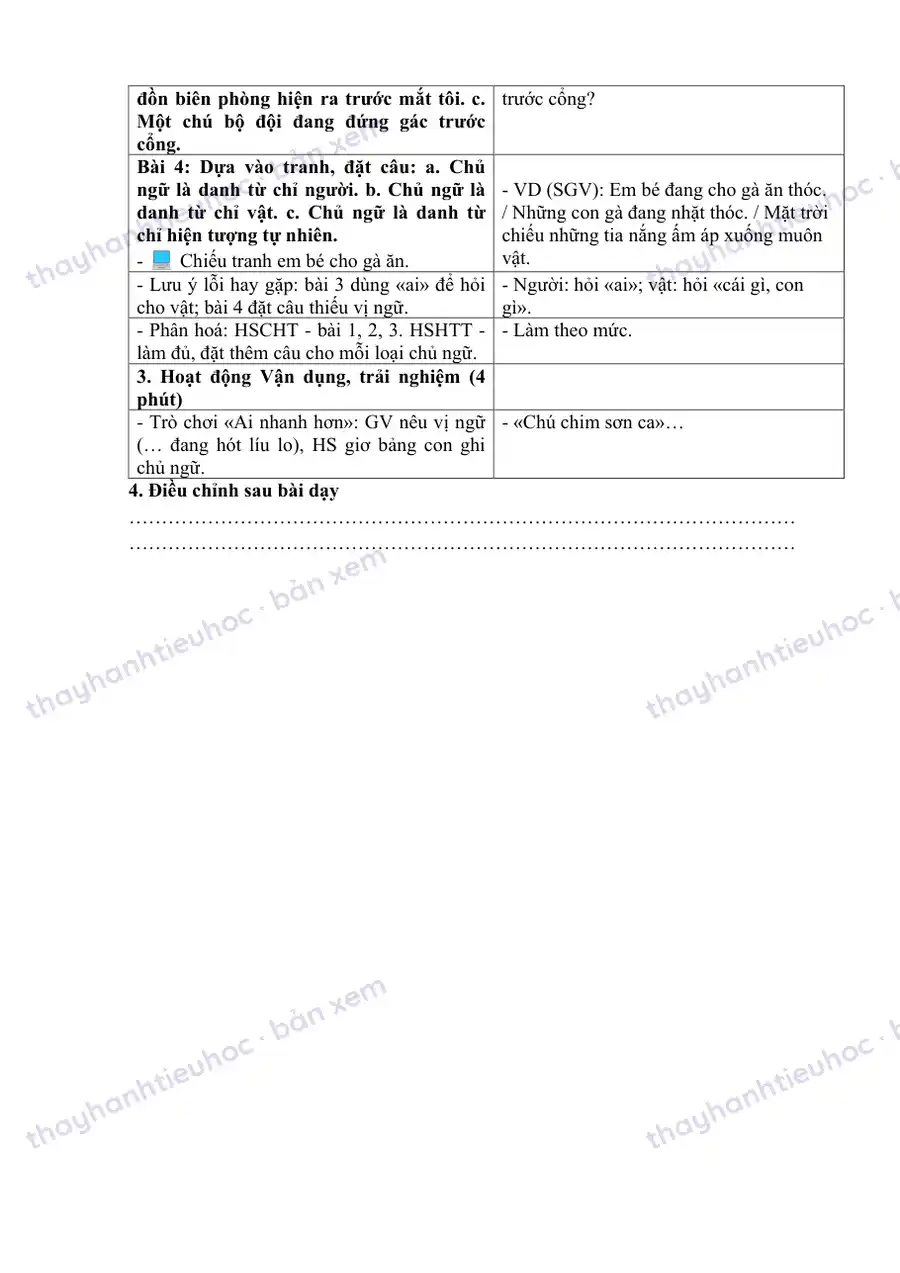 đồn biên phòng hiện ra trước mắt tôi. c.
Một chú bộ đội đang đứng gác trước
cổng.
trước cổng?
Bài 4: Dựa vào tranh, đặt câu: a. Chủ
ngữ là danh từ chỉ người. b. Chủ ngữ là
danh từ chỉ vật. c. Chủ ngữ là danh từ
chỉ hiện tượng tự nhiên.
- Chiếu tranh em bé cho gà ăn.
- VD (SGV): Em bé đang cho gà ăn thóc.
/ Những con gà đang nhặt thóc. / Mặt trời
chiếu những tia nắng ấm áp xuống muôn
vật.
- Lưu ý lỗi hay gặp: bài 3 dùng «ai» để hỏi
cho vật; bài 4 đặt câu thiếu vị ngữ.
- Người: hỏi «ai»; vật: hỏi «cái gì, con
gì».
- Phân hoá: HSCHT - bài 1, 2, 3. HSHTT -
làm đủ, đặt thêm câu cho mỗi loại chủ ngữ.
- Làm theo mức.
3. Hoạt động Vận dụng, trải nghiệm (4
phút)
- Trò chơi «Ai nhanh hơn»: GV nêu vị ngữ
(… đang hót líu lo), HS giơ bảng con ghi
chủ ngữ.
- «Chú chim sơn ca»…
4. Điều chỉnh sau bài dạy
…………………………………………………………………………………………
…………………………………………………………………………………………
thayhanhtieuhoc · bản xem
thayhanhtieuhoc · b
thayhanhtieuhoc · bản xem
thayhanhtieuhoc · b
thayhanhtieuhoc · bản xem
thayhanhtieuhoc · b